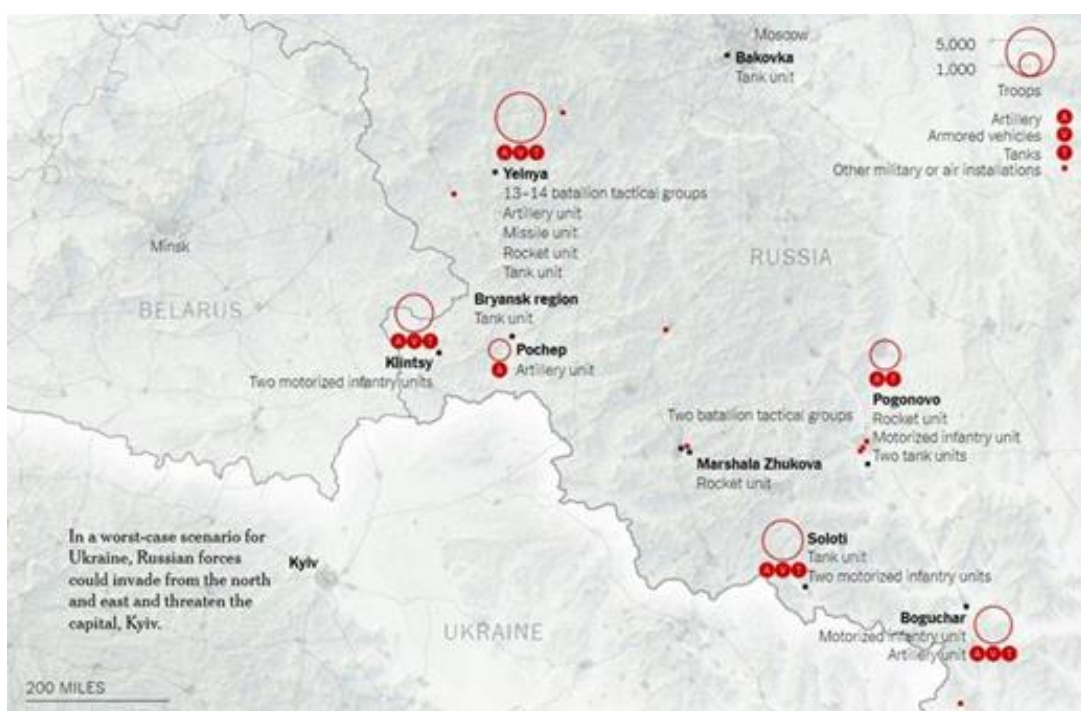 Moscow
Bakovka
Tank unit
5,000
1,000
Troops
Artillery A
Armored vehicles V
Tanks T
Other military or air installations
A V T
Yelnya
13–14 batallion tactical groups
Artillery unit
Missile unit
Rocket unit
Tank unit
Minsk
RUSSIA
BELARUS
Bryansk region
Tank unit
A V T
Klintsy
Two motorized infantry units
Pochep
A Artillery unit
A T
Pogonovo
Rocket unit
Motorized infantry unit
Two tank units
Two batallion tactical groups
Marshala Zhukova
Rocket unit
In a worst-case scenario for
Ukraine, Russian forces
could invade from the north
and east and threaten the
capital, Kyiv.
Kyiv
Soloti
Tank unit
A V T
Two motorized infantry units
UKRAINE
Boguchar
Motorized infantry unit
Artillery unit A V T
200 MILES